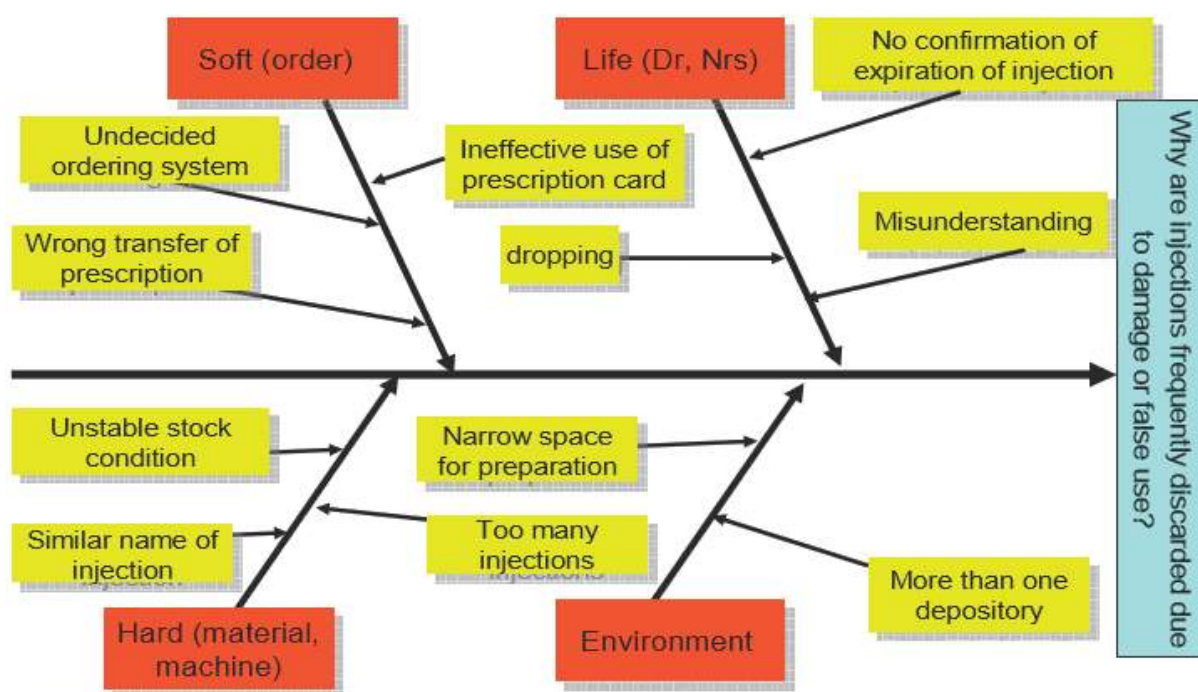 Soft (order)
Life (Dr, Nrs)
No confirmation of
expiration of injection
Undecided
ordering system
Ineffective use of
prescription card
Wrong transfer of
prescription
dropping
Misunderstanding
Why are injections frequently discarded due
to damage or false use?
Unstable stock
condition
Narrow space
for preparation
Similar name of
injection
Too many
injections
More than one
depository
Hard (material,
machine)
Environment